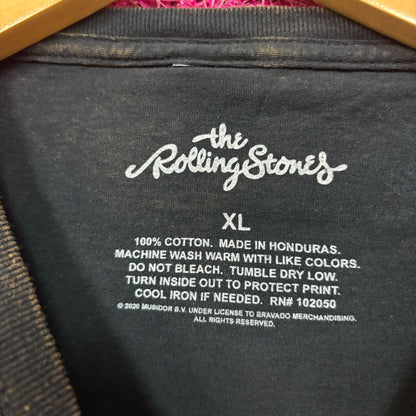 the
Rolling Stones
XL
100% COTTON. MADE IN HONDURAS.
MACHINE WASH WARM WITH LIKE COLORS.
DO NOT BLEACH. TUMBLE DRY LOW.
TURN INSIDE OUT TO PROTECT PRINT.
COOL IRON IF NEEDED. RN# 102050
© 2020 MUSIDOR B.V. UNDER LICENSE TO BRAVADO MERCHANDISING.
ALL RIGHTS RESERVED.